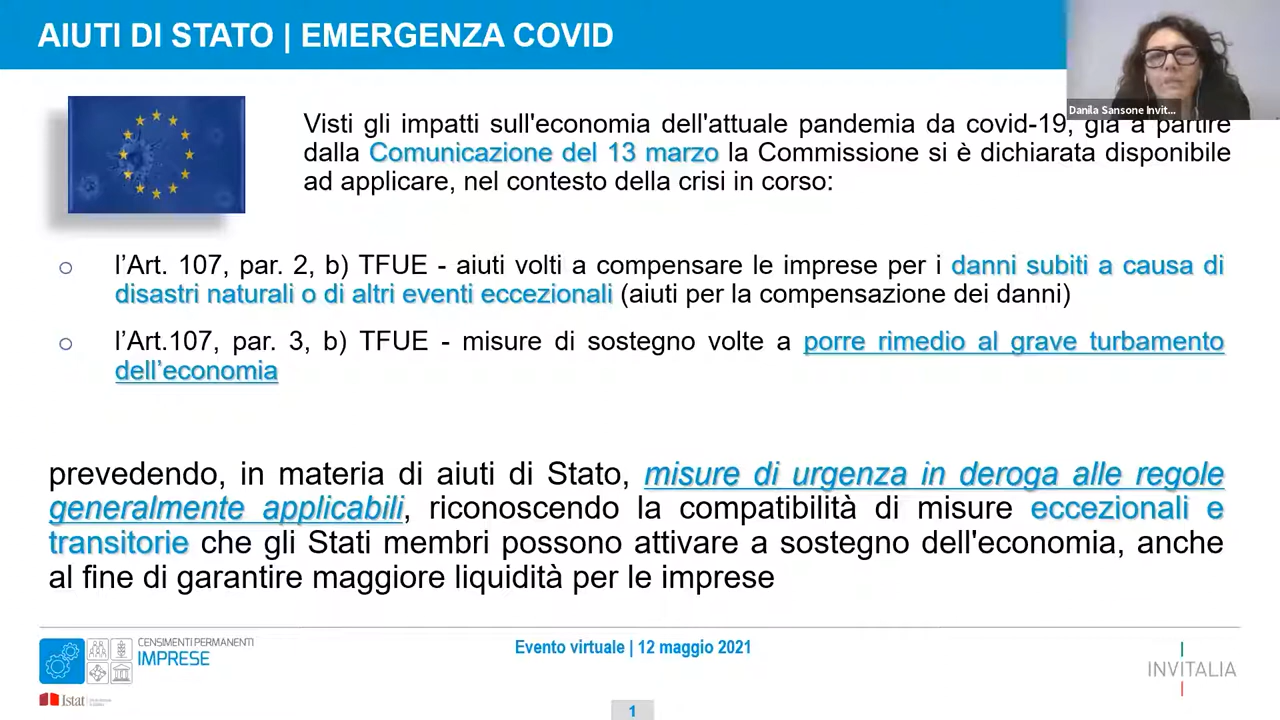 AIUTI DI STATO | EMERGENZA COVID
Danila Sansone Invit...
Visti gli impatti sull'economia dell'attuale pandemia da covid-19, già a partire
dalla Comunicazione del 13 marzo la Commissione si è dichiarata disponibile
ad applicare, nel contesto della crisi in corso:
o l’Art. 107, par. 2, b) TFUE - aiuti volti a compensare le imprese per i danni subiti a causa di
disastri naturali o di altri eventi eccezionali (aiuti per la compensazione dei danni)
o l’Art.107, par. 3, b) TFUE - misure di sostegno volte a porre rimedio al grave turbamento
dell’economia
prevedendo, in materia di aiuti di Stato, misure di urgenza in deroga alle regole
generalmente applicabili, riconoscendo la compatibilità di misure eccezionali e
transitorie che gli Stati membri possono attivare a sostegno dell'economia, anche
al fine di garantire maggiore liquidità per le imprese
CENSIMENTI PERMANENTI
IMPRESE
Istat
Evento virtuale | 12 maggio 2021
INVITALIA
1